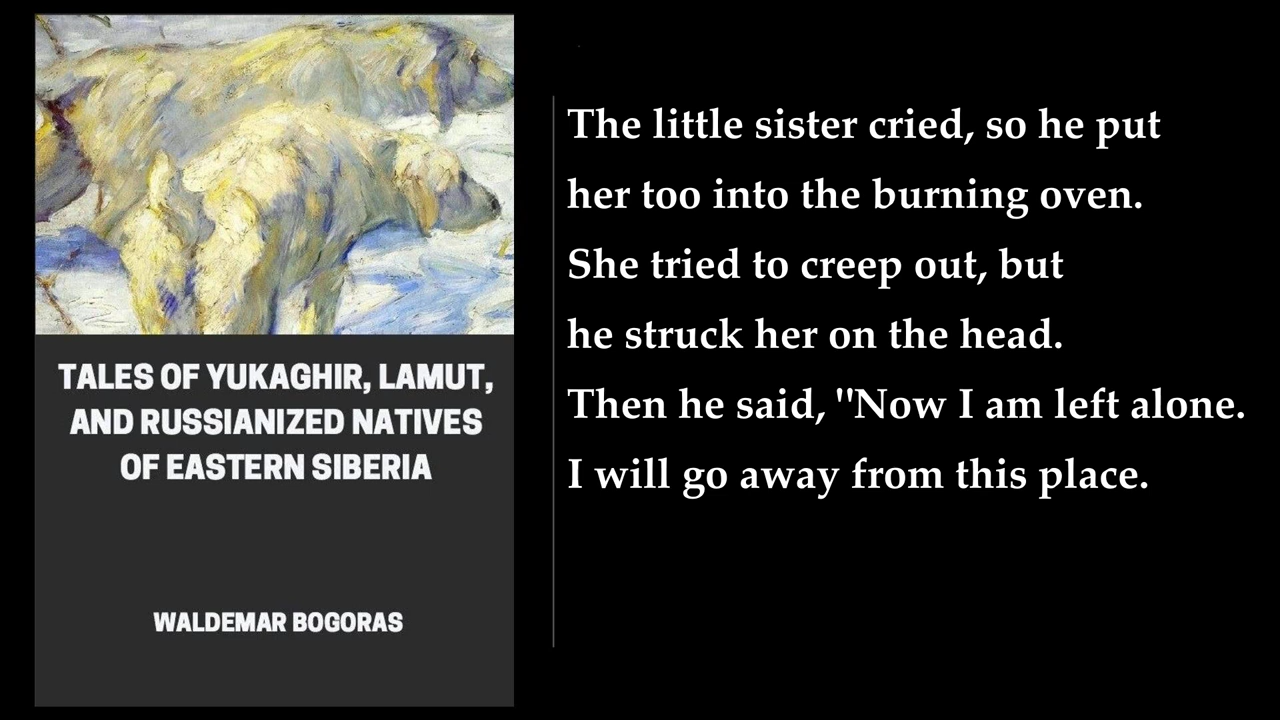 TALES OF YUKAGHIR, LAMUT,
AND RUSSIANIZED NATIVES
OF EASTERN SIBERIA
WALDEMAR BOGORAS
The little sister cried, so he put
her too into the burning oven.
She tried to creep out, but
he struck her on the head.
Then he said, "Now I am left alone.
I will go away from this place.